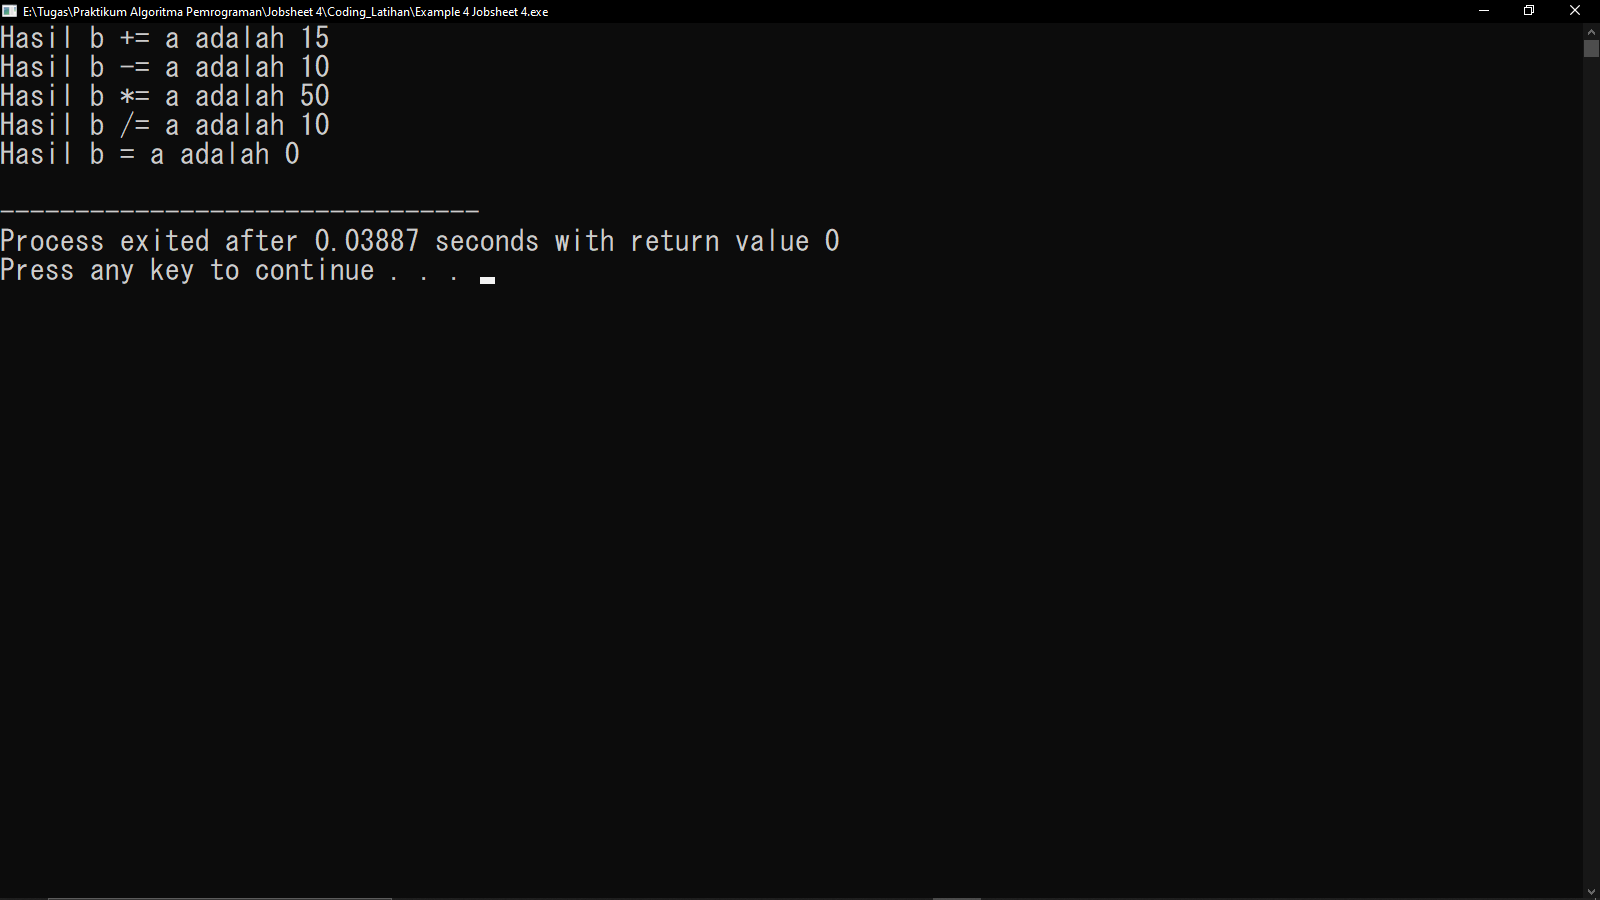 E:\Tugas\Praktikum Algoritma Pemrograman\Jobsheet 4\Coding_Latihan\Example 4 Jobsheet 4.exe
Hasil b += a adalah 15
Hasil b -= a adalah 10
Hasil b *= a adalah 50
Hasil b /= a adalah 10
Hasil b = a adalah 0
--------------------------------
Process exited after 0.03887 seconds with return value 0
Press any key to continue . . . _